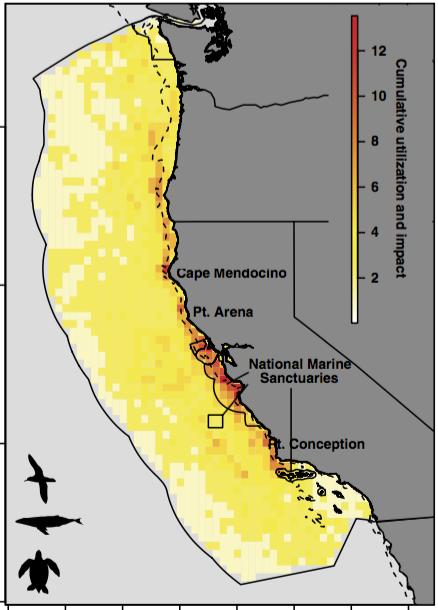 12
10
8
6
4
2
Cumulative utilization and impact
Cape Mendocino
Pt. Arena
National Marine
Sanctuaries
Pt. Conception